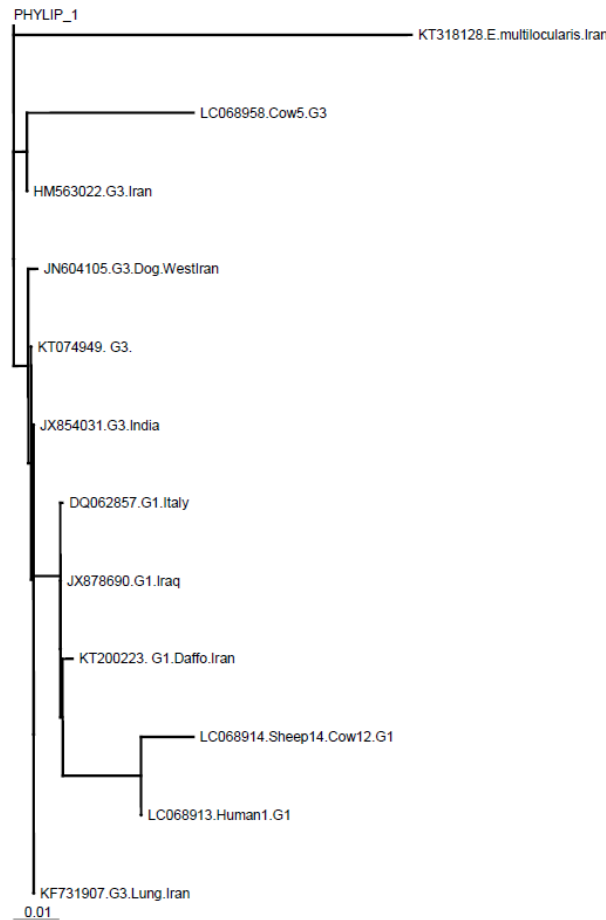 PHYLIP_1
KT318128.E.multilocularis.Iran
LC068958.Cow5.G3
HM563022.G3.Iran
JN604105.G3.Dog.WestIran
KT074949. G3.
JX854031.G3.India
DQ062857.G1.Italy
JX878690.G1.Iraq
KT200223. G1.Daffo.Iran
LC068914.Sheep14.Cow12.G1
LC068913.Human1.G1
KF731907.G3.Lung.Iran
0.01